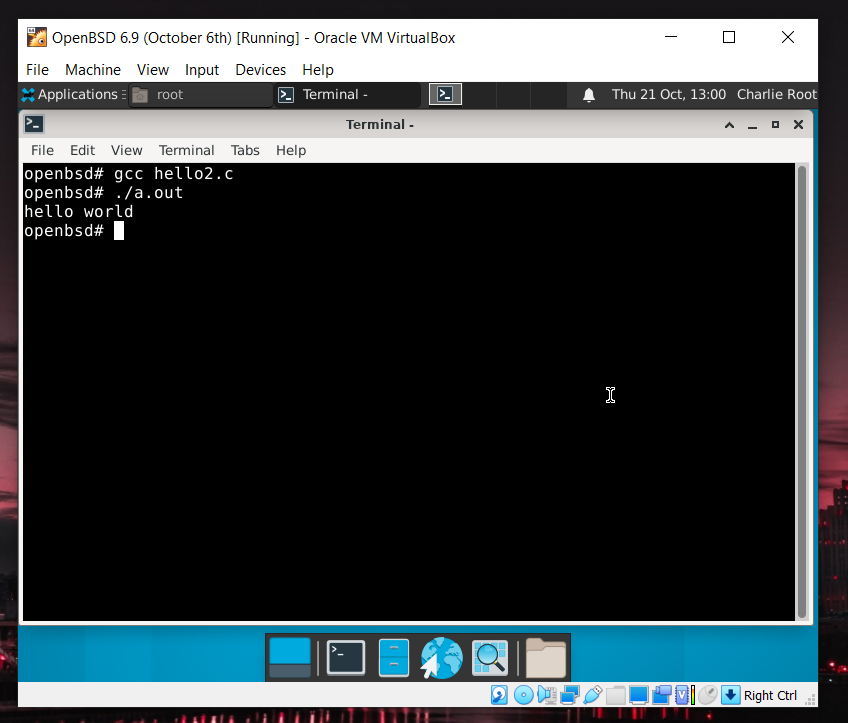 OpenBSD 6.9 (October 6th) [Running] - Oracle VM VirtualBox
File Machine View Input Devices Help
Applications root Terminal - Thu 21 Oct, 13:00 Charlie Root
Terminal -
File Edit View Terminal Tabs Help
openbsd# gcc hello2.c
openbsd# ./a.out
hello world
openbsd#
Right Ctrl